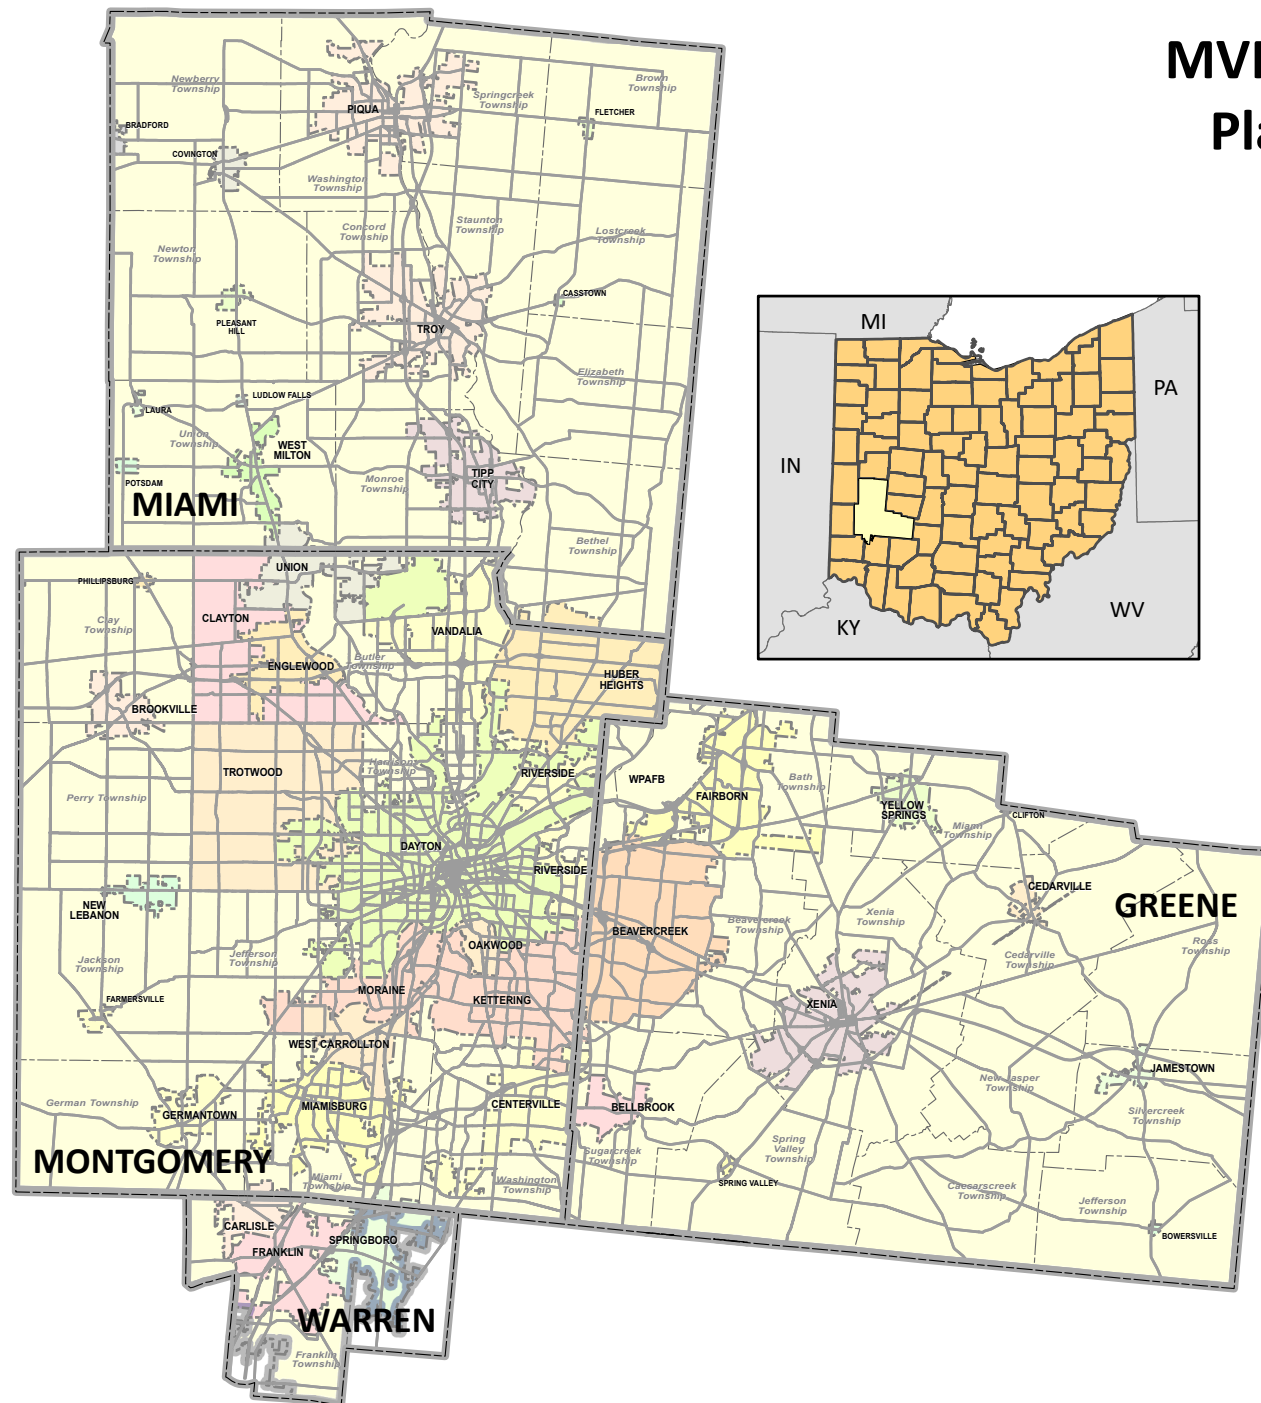 MVI
Pla
Newberry
Township
Brown
Township
Springcreek
Township
PIQUA
FLETCHER
BRADFORD
COVINGTON
Washington
Township
Concord
Township
Staunton
Township
Lostcreek
Township
Newton
Township
CASSTOWN
PLEASANT
HILL
TROY
Elizabeth
Township
LUDLOW FALLS
LAURA
Union
Township
WEST
MILTON
POTSDAM
Monroe
Township
TIPP
CITY
MIAMI
Bethel
Township
MI
PA
IN
WV
KY
UNION
PHILLIPSBURG
CLAYTON
Clay
Township
VANDALIA
Butler
Township
ENGLEWOOD
HUBER
HEIGHTS
BROOKVILLE
Harrison
Township
TROTWOOD
RIVERSIDE
WPAFB
Bath
Township
Perry Township
FAIRBORN
YELLOW
SPRINGS
CLIFTON
Miami
Township
DAYTON
RIVERSIDE
CEDARVILLE
NEW
LEBANON
GREENE
Beavercreek
Township
Xenia
Township
BEAVERCREEK
OAKWOOD
Ross
Township
Jefferson
Township
Jackson
Township
Cedarville
Township
MORAINE
KETTERING
FARMERSVILLE
XENIA
WEST CARROLLTON
JAMESTOWN
New Jasper
Township
German Township
GERMANTOWN
MIAMISBURG
CENTERVILLE
BELLBROOK
Silvercreek
Township
MONTGOMERY
Spring
Valley
Township
Sugarcreek
Township
Miami
Township
Washington
Township
SPRING VALLEY
Caesarscreek
Township
Jefferson
Township
CARLISLE
SPRINGBORO
FRANKLIN
BOWERSVILLE
WARREN
Franklin
Township